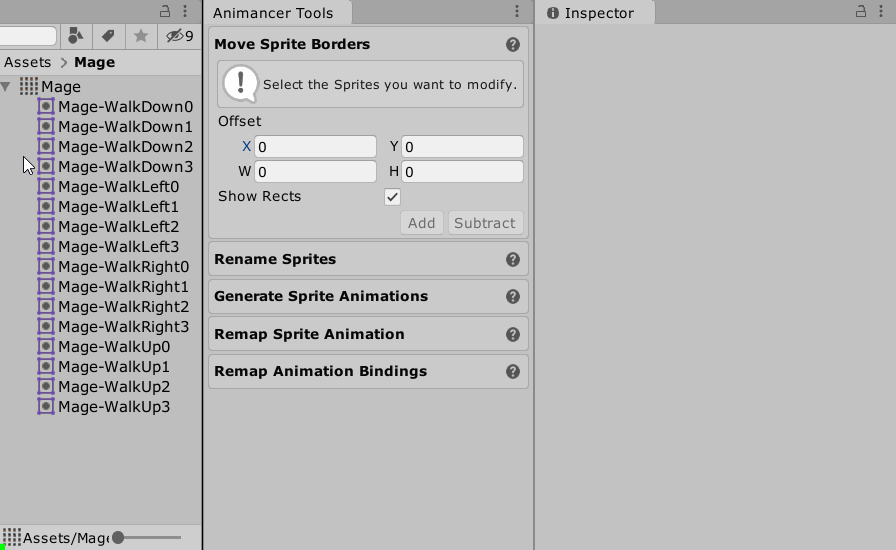 Animancer Tools
Inspector
9
Assets > Mage
Mage
Mage-WalkDown0
Mage-WalkDown1
Mage-WalkDown2
Mage-WalkDown3
Mage-WalkLeft0
Mage-WalkLeft1
Mage-WalkLeft2
Mage-WalkLeft3
Mage-WalkRight0
Mage-WalkRight1
Mage-WalkRight2
Mage-WalkRight3
Mage-WalkUp0
Mage-WalkUp1
Mage-WalkUp2
Mage-WalkUp3
Assets/Mage
Move Sprite Borders
Select the Sprites you want to modify.
Offset
X 0 Y 0
W 0 H 0
Show Rects
Add Subtract
Rename Sprites
Generate Sprite Animations
Remap Sprite Animation
Remap Animation Bindings